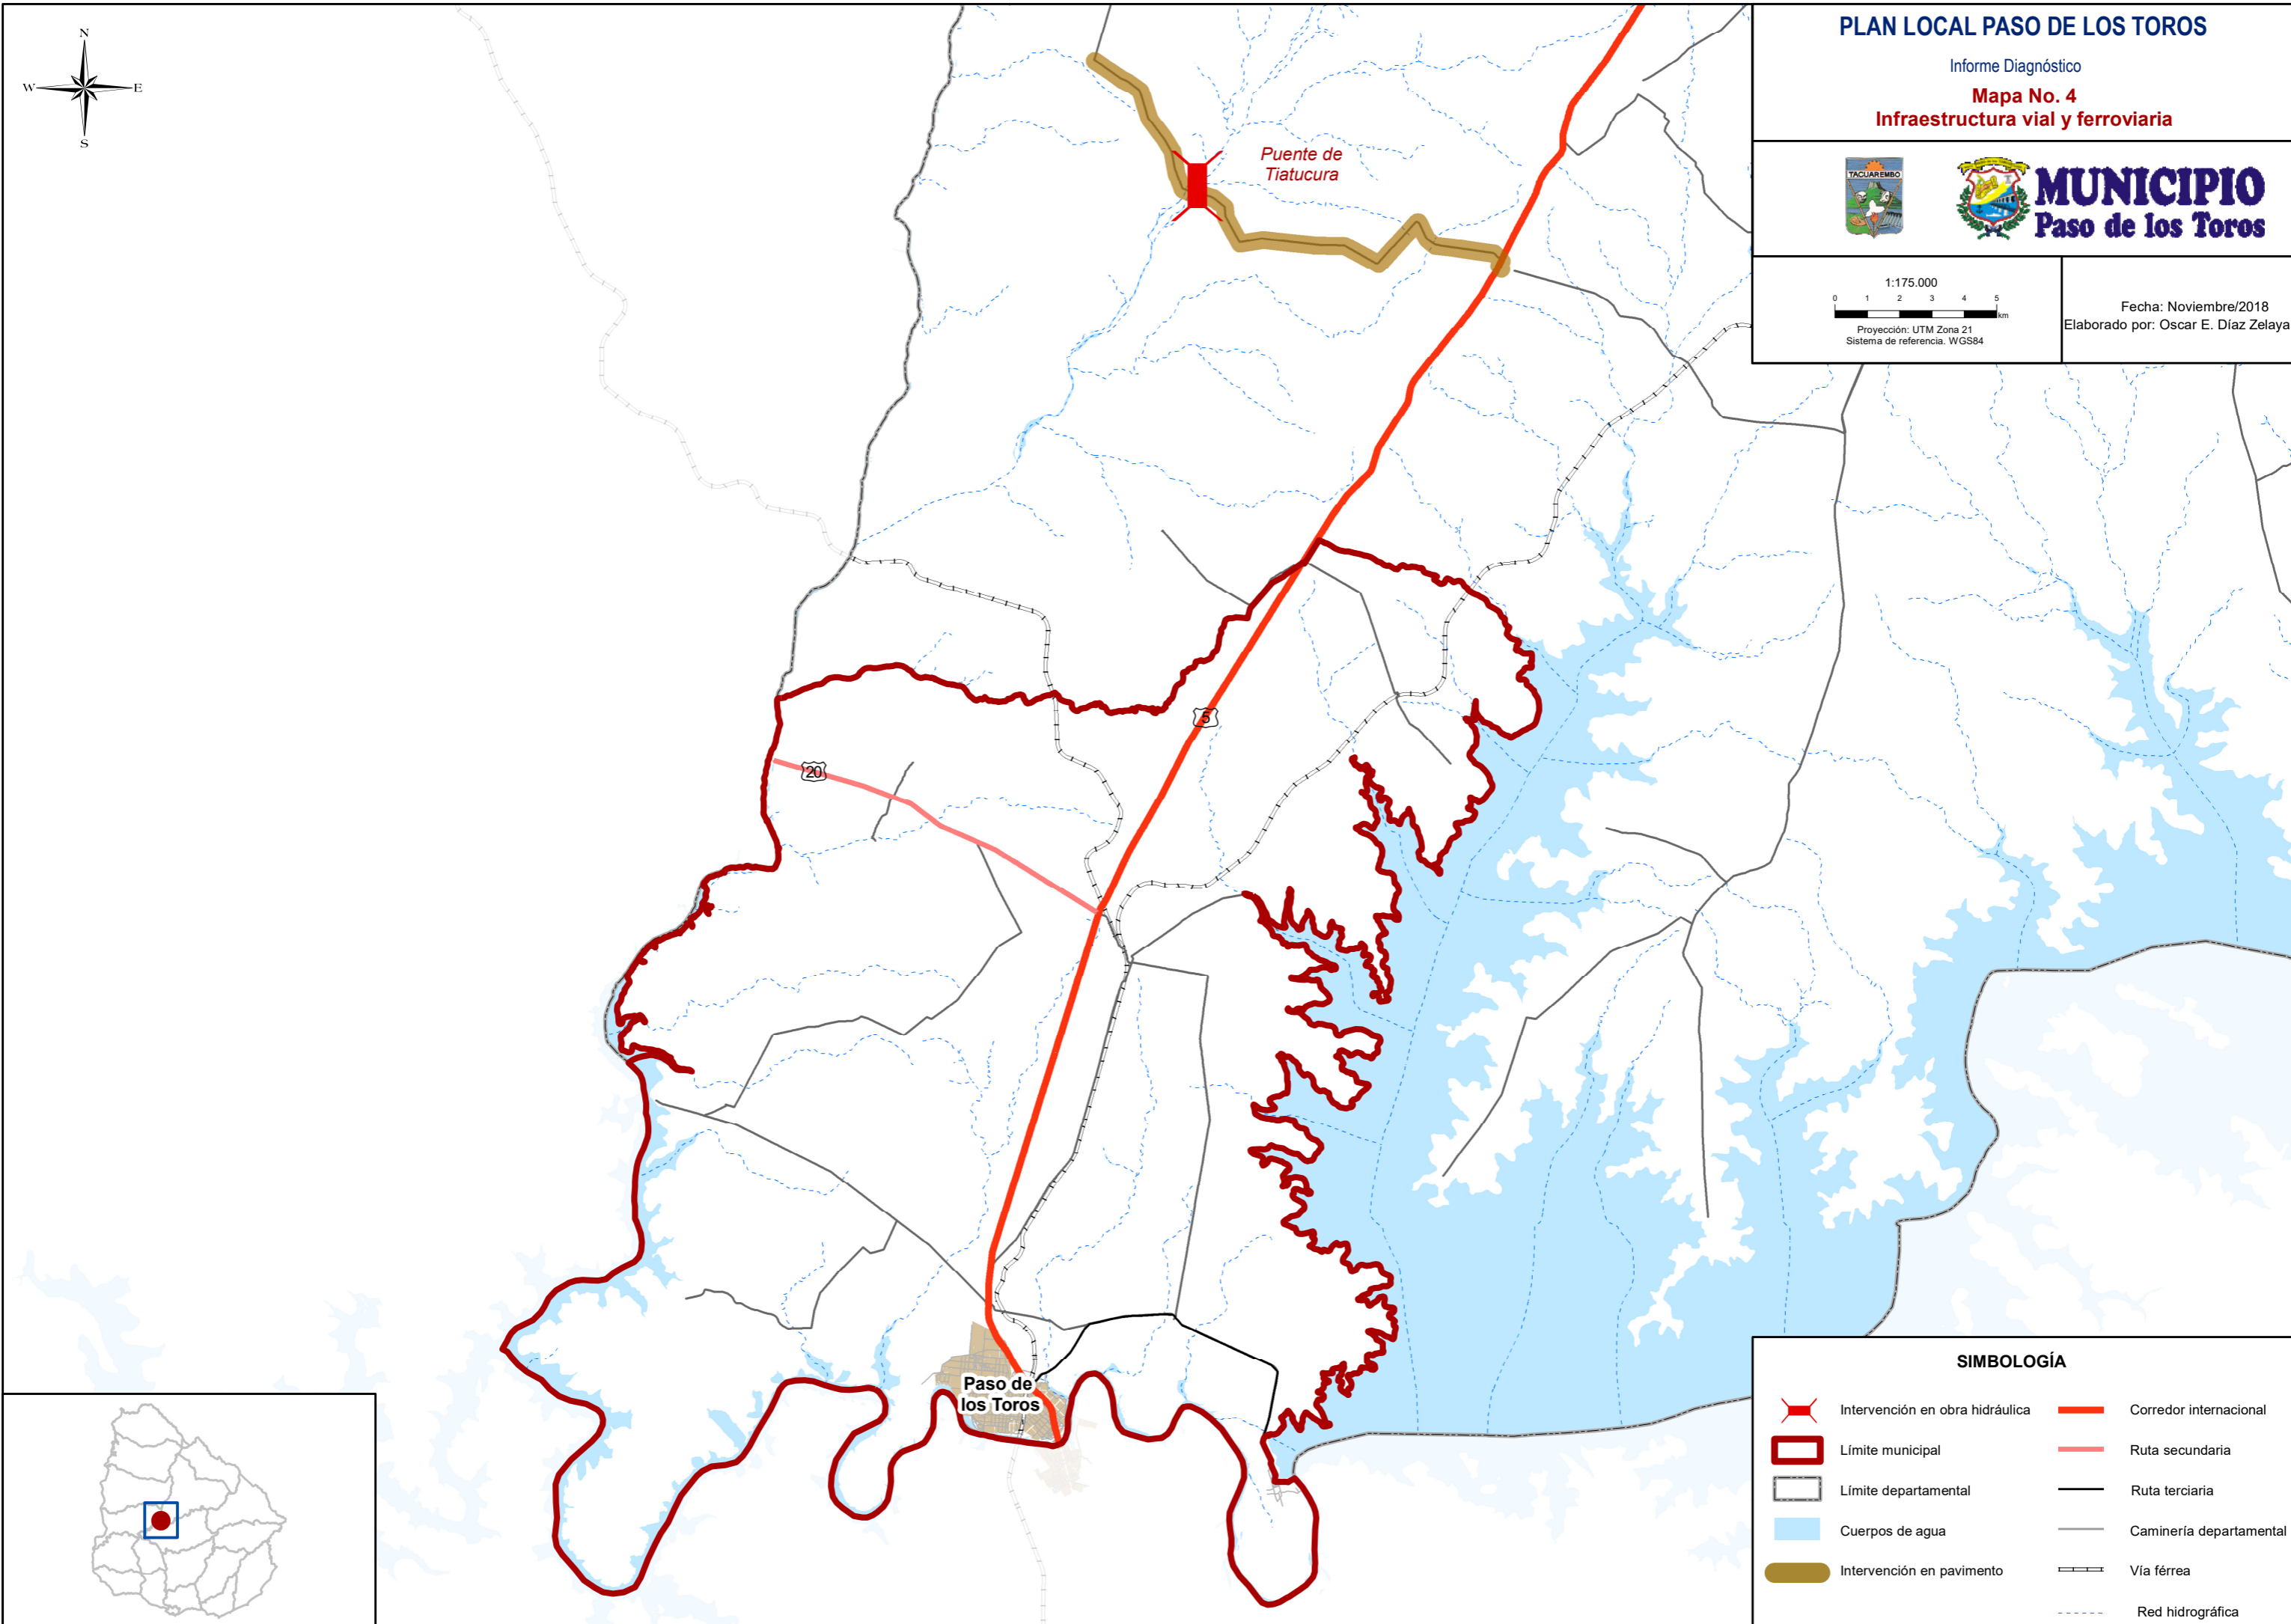 PLAN LOCAL PASO DE LOS TOROS
Informe Diagnóstico
Mapa No. 4
Infraestructura vial y ferroviaria
TACUAREMBO
MUNICIPIO
Paso de los Toros
1:175.000
0 1 2 3 4 5
km
Proyección: UTM Zona 21
Sistema de referencia. WGS84
Fecha: Noviembre/2018
Elaborado por: Oscar E. Díaz Zelaya
N
W E
S
Puente de
Tiatucura
5
20
Paso de
los Toros
SIMBOLOGÍA
Intervención en obra hidráulica
Límite municipal
Límite departamental
Cuerpos de agua
Intervención en pavimento
Corredor internacional
Ruta secundaria
Ruta terciaria
Caminería departamental
Vía férrea
Red hidrográfica